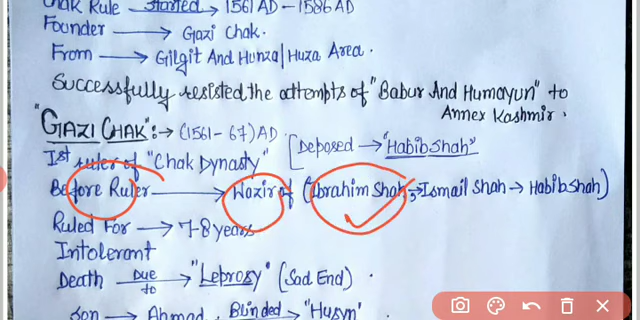 Chak Rule Started → 1561 AD - 1586 AD
Founder → Gazi Chak.
From → Gilgit And Hunza/Huza Area.
Successfully resisted the attempts of "Babur And Humayun" to
Annex Kashmir.
"GAZI CHAK" :→ (1561-67) AD.
Ist ruler of "Chak Dynasty" [Deposed → "Habib Shah"
Before Ruler → Wazir of (Ibrahim Shah → Ismail Shah → Habib Shah)
Ruled For → 7-8 years
Intolerant
Death Due to → "Leprosy" (Sad End).
Son → Ahmad, Blinded → "Husyn"